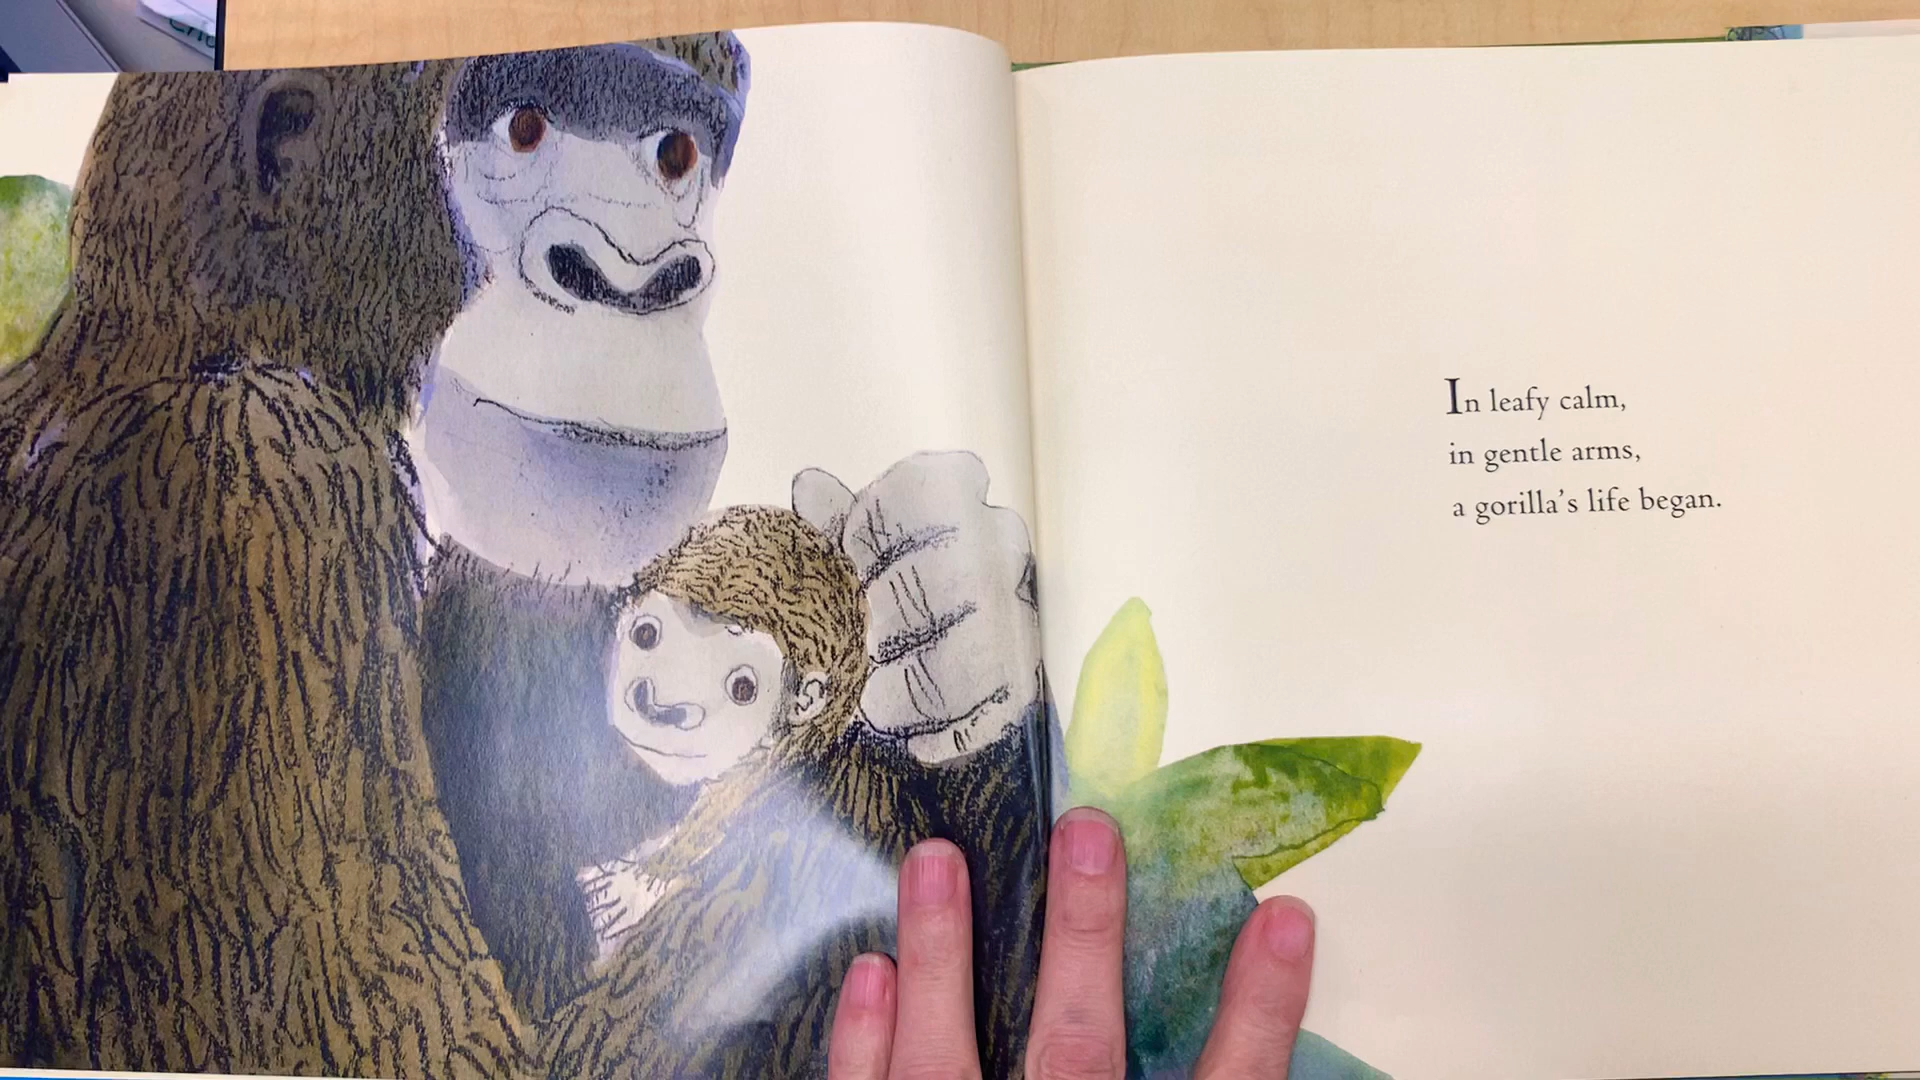 In leafy calm,
in gentle arms,
a gorilla's life began.